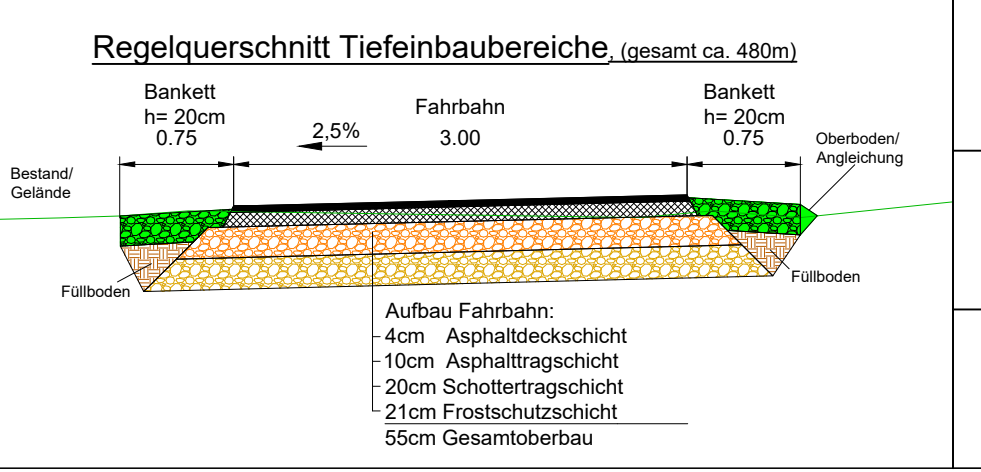 Regelquerschnitt Tiefeinbaubereiche, (gesamt ca. 480m)
Bankett
h= 20cm
0.75
2,5%
Fahrbahn
3.00
Bankett
h= 20cm
0.75
Oberboden/
Angleichung
Bestand/
Gelände
Füllboden
Füllboden
Aufbau Fahrbahn:
4cm Asphaltdeckschicht
10cm Asphalttragschicht
20cm Schottertragschicht
21cm Frostschutzschicht
55cm Gesamtoberbau